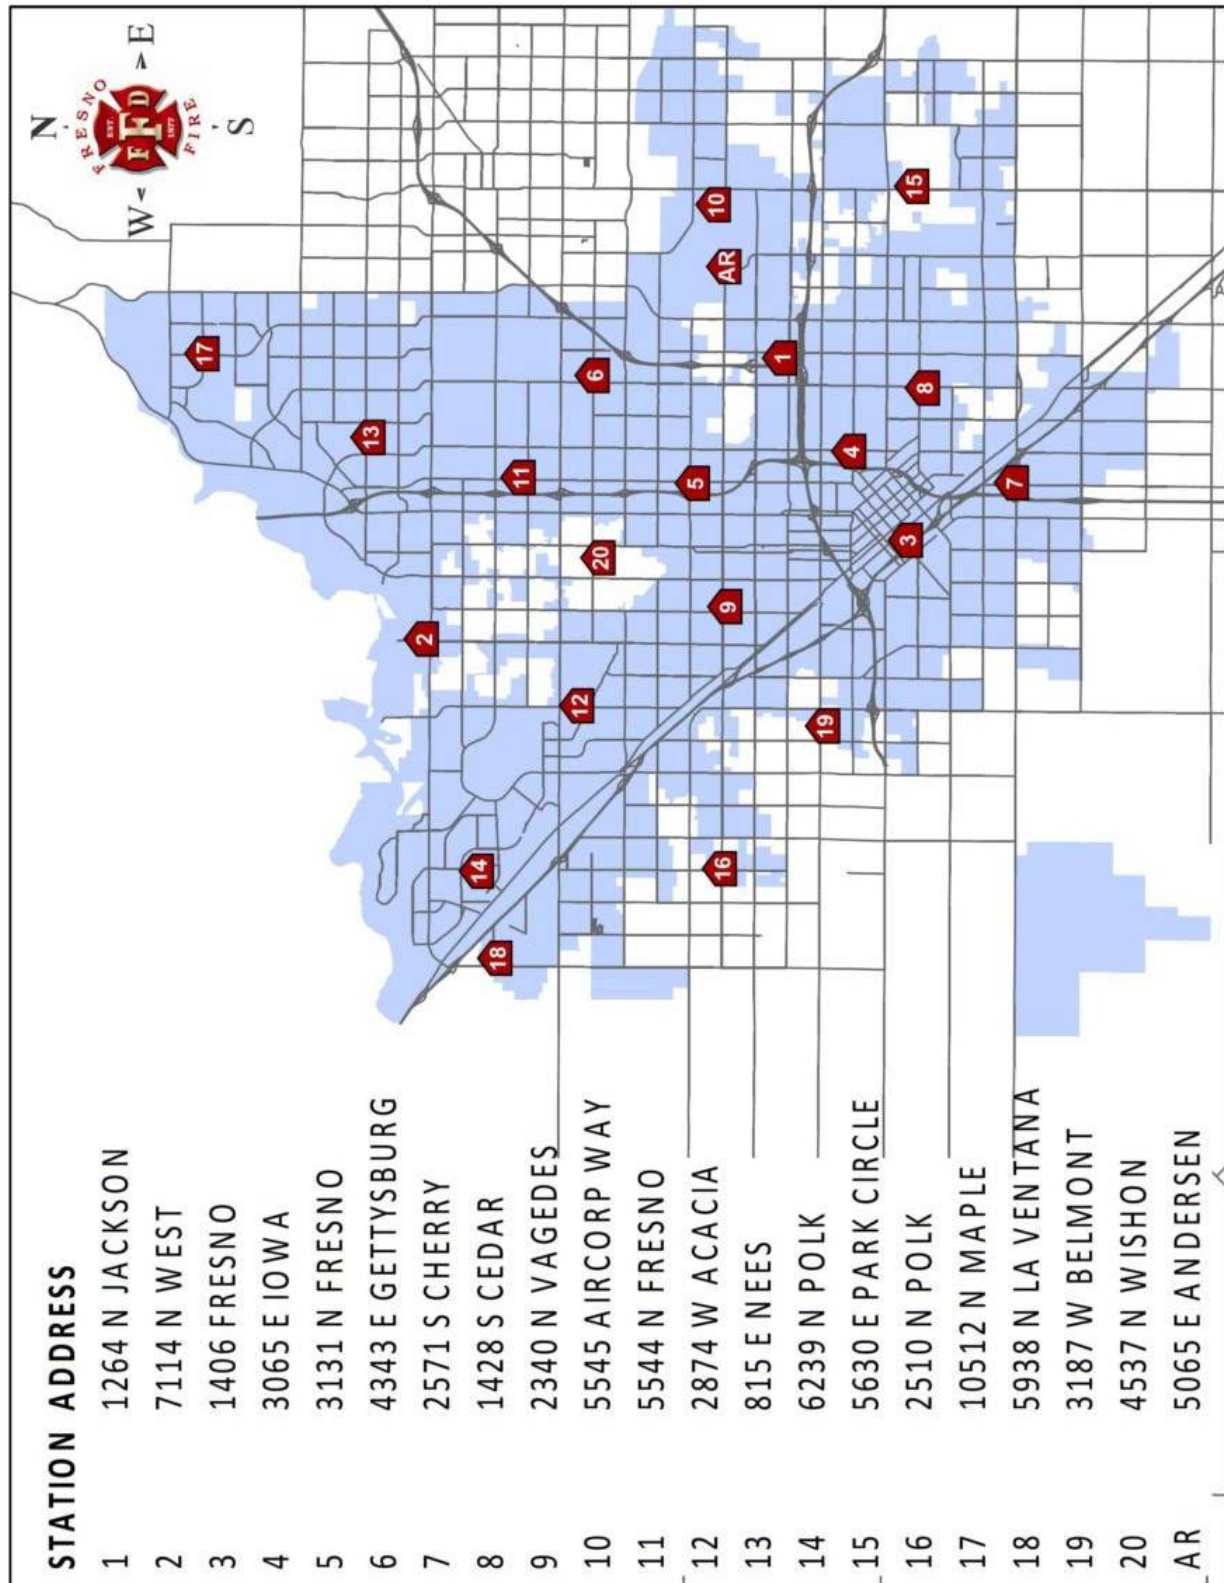 STATION ADDRESS
1 1264 N JACKSON
2 7114 N WEST
3 1406 FRESNO
4 3065 E IOWA
5 3131 N FRESNO
6 4343 E GETTYSBURG
7 2571 S CHERRY
8 1428 S CEDAR
9 2340 N VAGEDES
10 5545 AIRCORP WAY
11 5544 N FRESNO
12 2874 W ACACIA
13 815 E NEES
14 6239 N POLK
15 5630 E PARK CIRCLE
16 2510 N POLK
17 10512 N MAPLE
18 5938 N LA VENTANA
19 3187 W BELMONT
20 4537 N WISHON
AR 5065 E ANDERSEN
N
FRESNO
EST.
W
FFD
E
1877
FIRE
S
17
13
2
14
18
11
12
6
20
5
10
16
AR
9
1
19
4
3
15
8
7